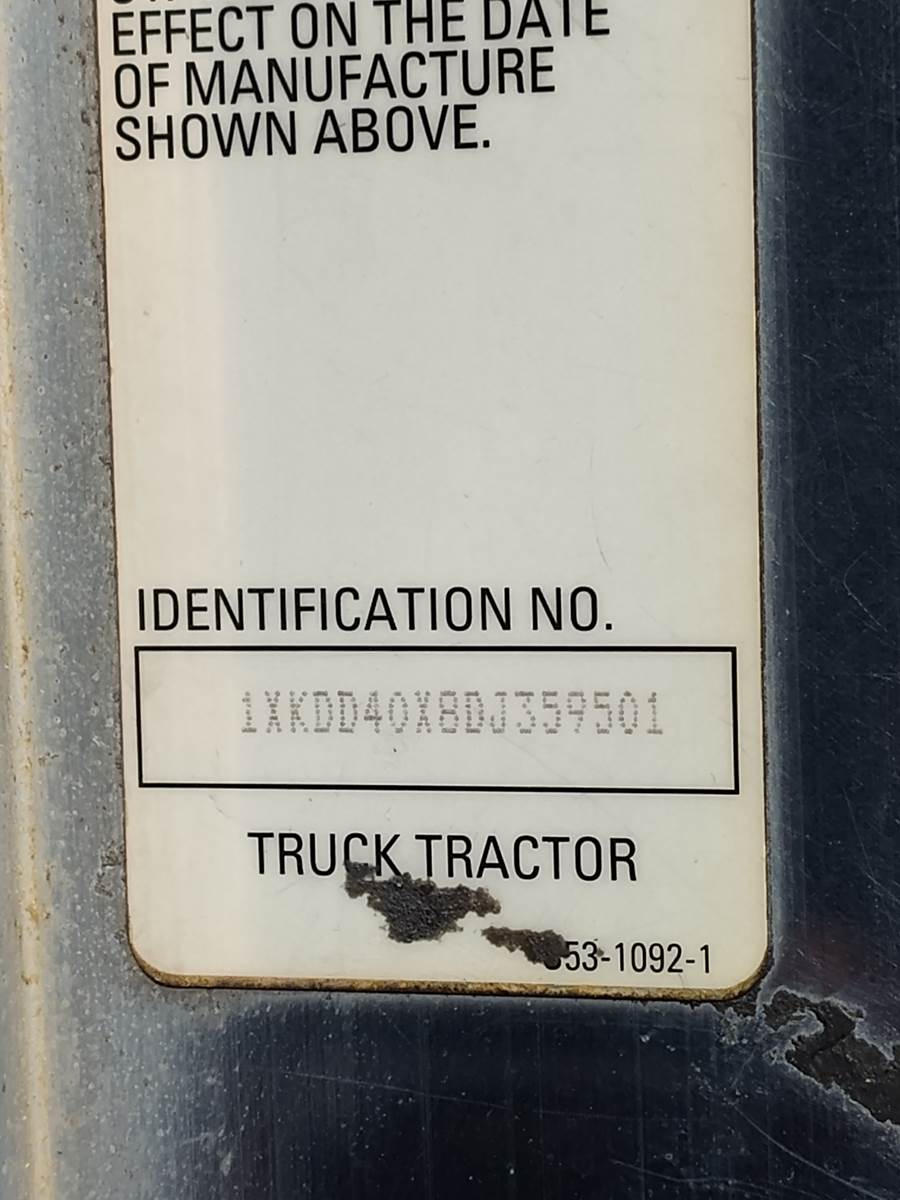 EFFECT ON THE DATE
OF MANUFACTURE
SHOWN ABOVE.
IDENTIFICATION NO.
1XKDD40X8DJ359501
TRUCK TRACTOR
53-1092-1